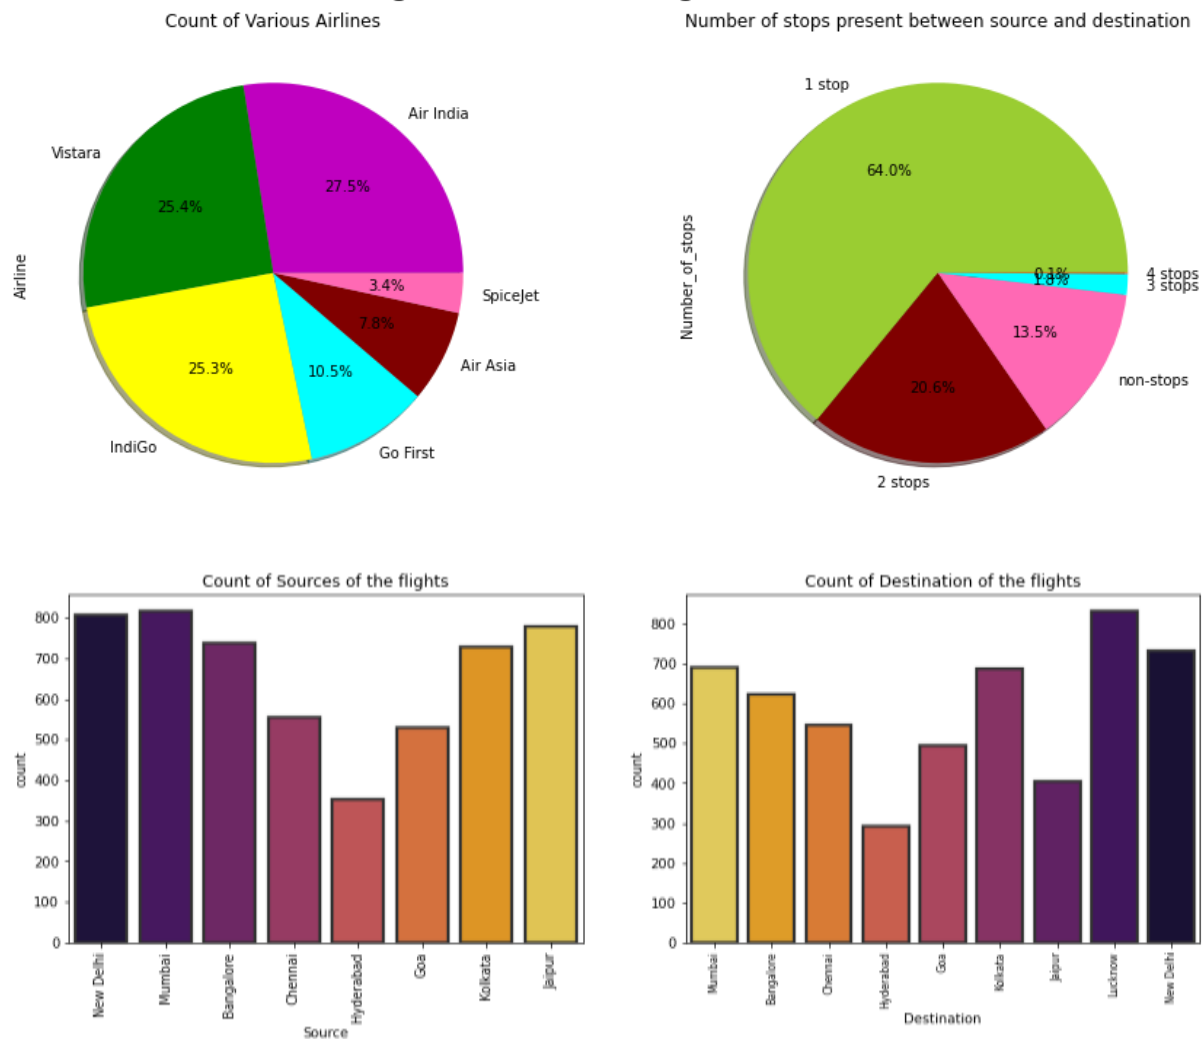 Count of Various Airlines
Airline
Air India
27.5%
Vistara
25.4%
IndiGo
25.3%
Go First
10.5%
Air Asia
7.8%
SpiceJet
3.4%
Number of stops present between source and destination
Number_of_stops
1 stop
64.0%
2 stops
20.6%
non-stops
13.5%
3 stops
1.8%
4 stops
0.1%
Count of Sources of the flights
count
800
700
600
500
400
300
200
100
0
New Delhi
Mumbai
Bangalore
Chennai
Hyderabad
Goa
Kolkata
Jaipur
Source
Count of Destination of the flights
count
800
700
600
500
400
300
200
100
0
Mumbai
Bangalore
Chennai
Hyderabad
Goa
Kolkata
Jaipur
Lucknow
New Delhi
Destination